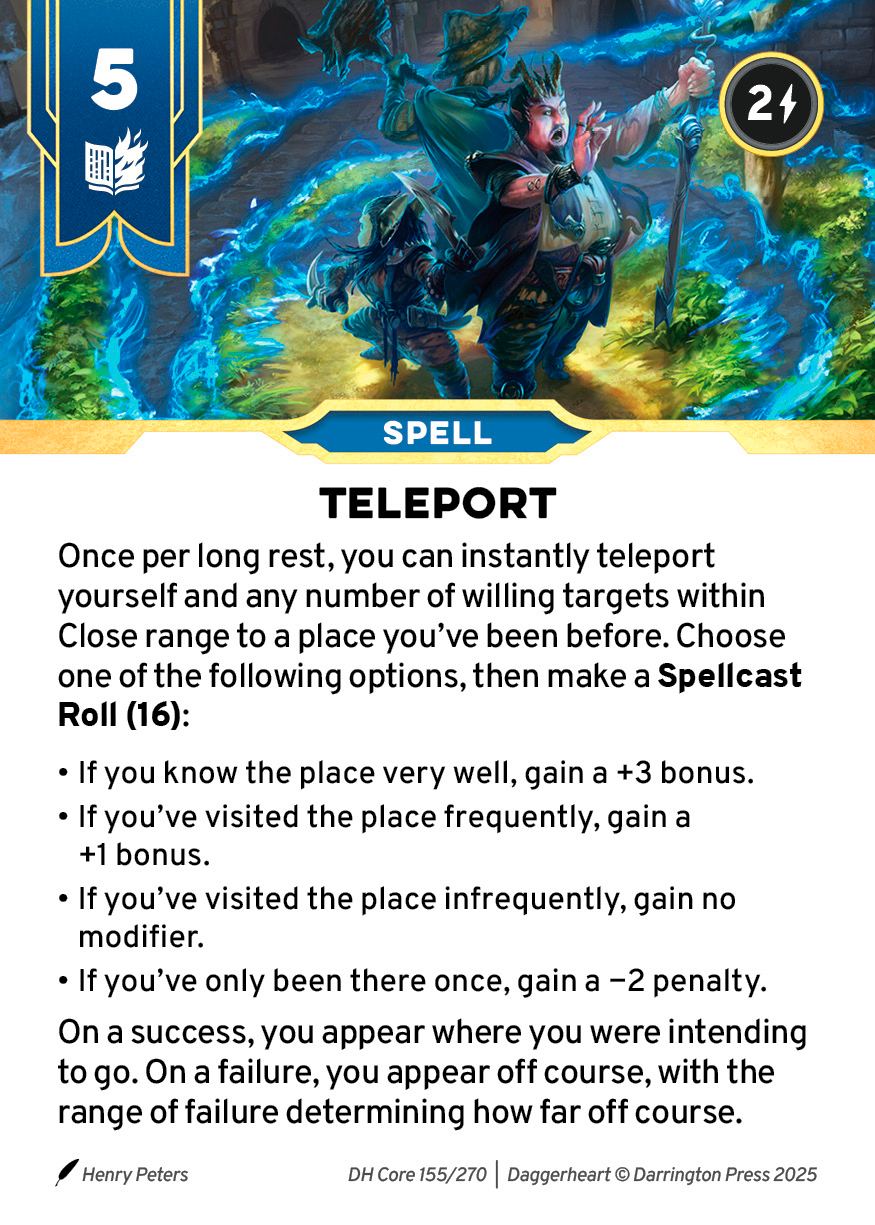 5
2
SPELL
TELEPORT
Once per long rest, you can instantly teleport
yourself and any number of willing targets within
Close range to a place you’ve been before. Choose
one of the following options, then make a Spellcast
Roll (16):
• If you know the place very well, gain a +3 bonus.
• If you’ve visited the place frequently, gain a
+1 bonus.
• If you’ve visited the place infrequently, gain no
modifier.
• If you’ve only been there once, gain a −2 penalty.
On a success, you appear where you were intending
to go. On a failure, you appear off course, with the
range of failure determining how far off course.
Henry Peters
DH Core 155/270 | Daggerheart © Darrington Press 2025